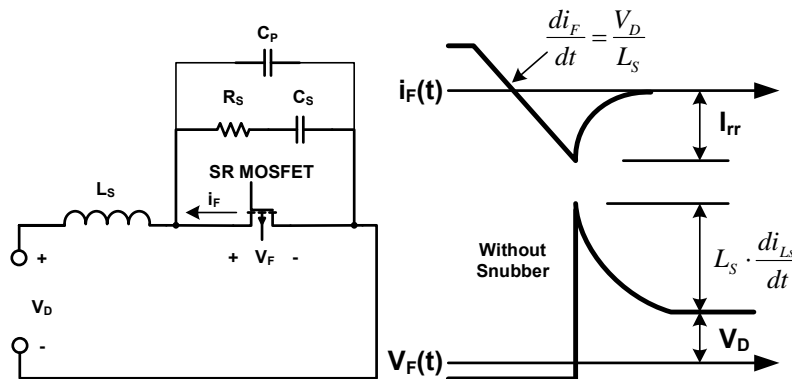 C_P
R_S C_S
SR MOSFET
L_S
i_F
+ V_F -
+
V_D
-
di_F/dt = V_D/L_S
i_F(t)
I_rr
Without
Snubber
L_S · di_Ls/dt
V_D
V_F(t)